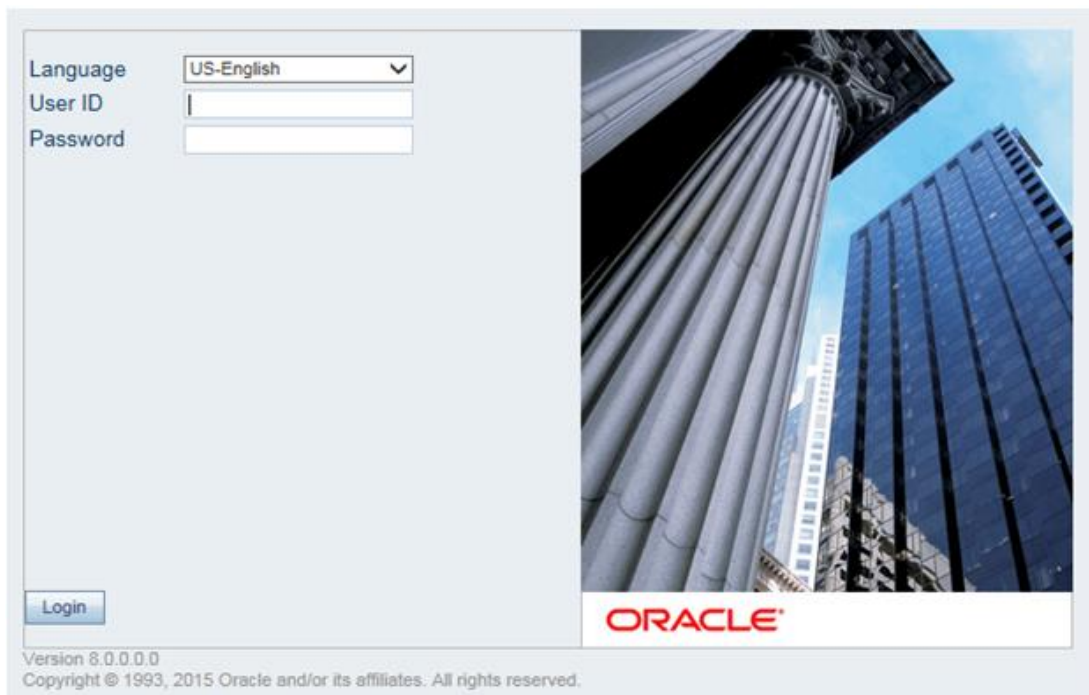 Language US-English
User ID
Password
Login
ORACLE®
Version 8.0.0.0.0
Copyright © 1993, 2015 Oracle and/or its affiliates. All rights reserved.